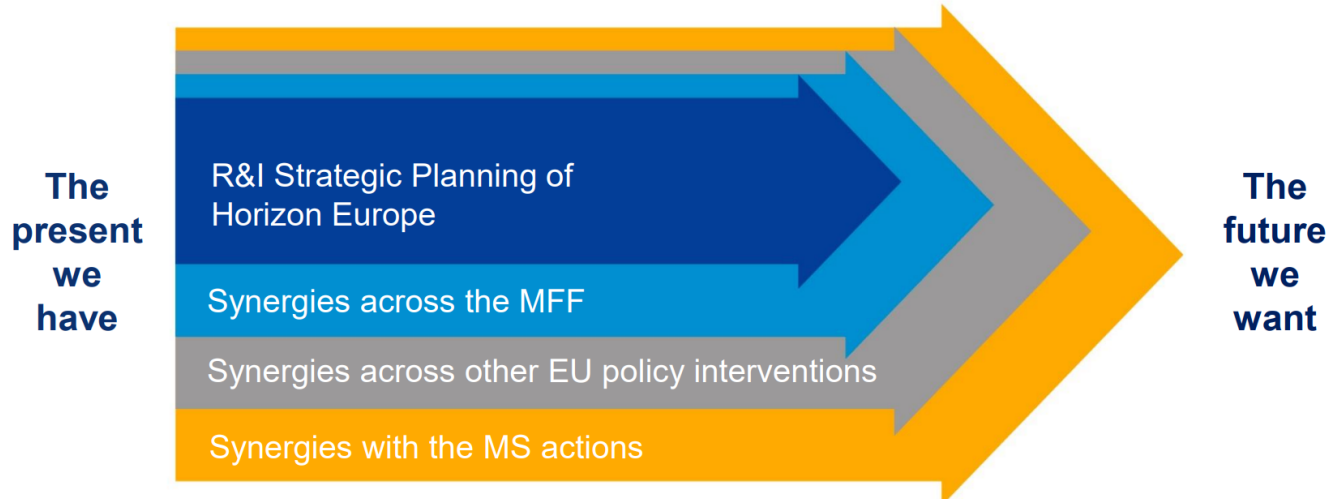 The
present
we
have
R&I Strategic Planning of
Horizon Europe
Synergies across the MFF
Synergies across other EU policy interventions
Synergies with the MS actions
The
future
we
want